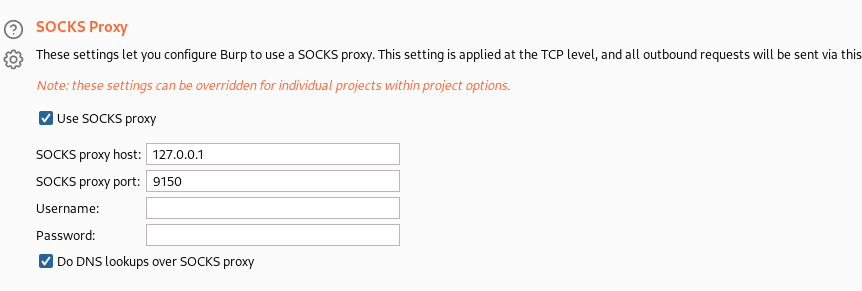 SOCKS Proxy
These settings let you configure Burp to use a SOCKS proxy. This setting is applied at the TCP level, and all outbound requests will be sent via this
Note: these settings can be overridden for individual projects within project options.
Use SOCKS proxy
SOCKS proxy host: 127.0.0.1
SOCKS proxy port: 9150
Username:
Password:
Do DNS lookups over SOCKS proxy